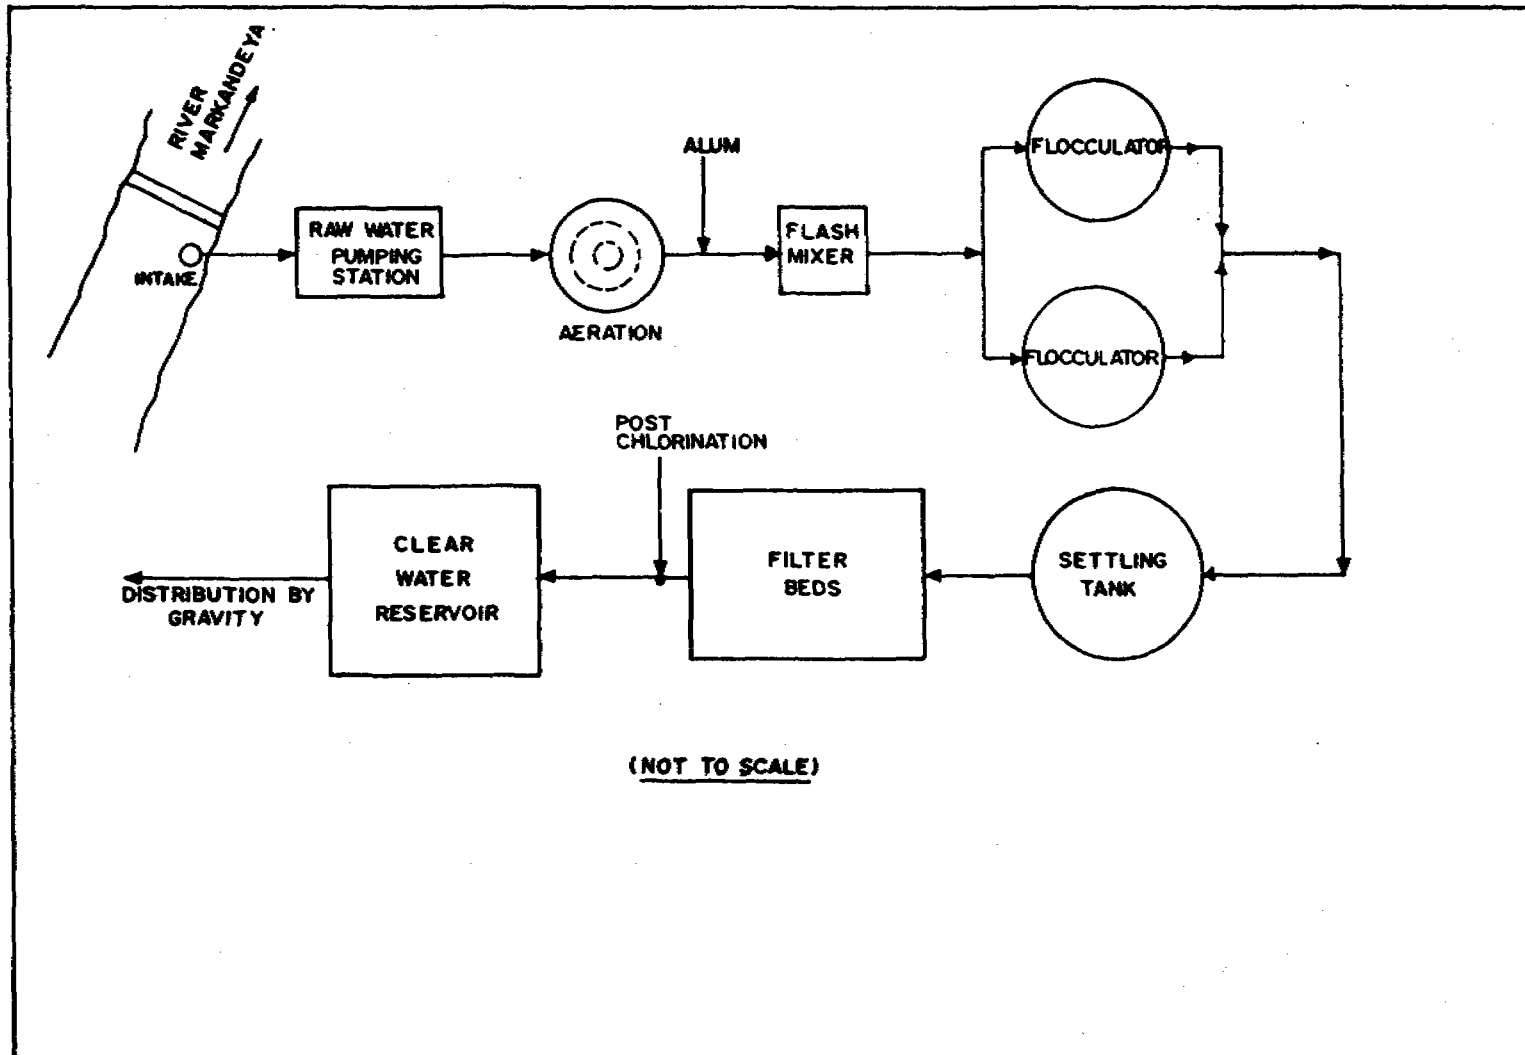 RIVER
MARKANDEYA
INTAKE
RAW WATER
PUMPING
STATION
AERATION
ALUM
FLASH
MIXER
FLOCCULATOR
FLOCCULATOR
SETTLING
TANK
FILTER
BEDS
POST
CHLORINATION
CLEAR
WATER
RESERVOIR
DISTRIBUTION BY
GRAVITY
(NOT TO SCALE)